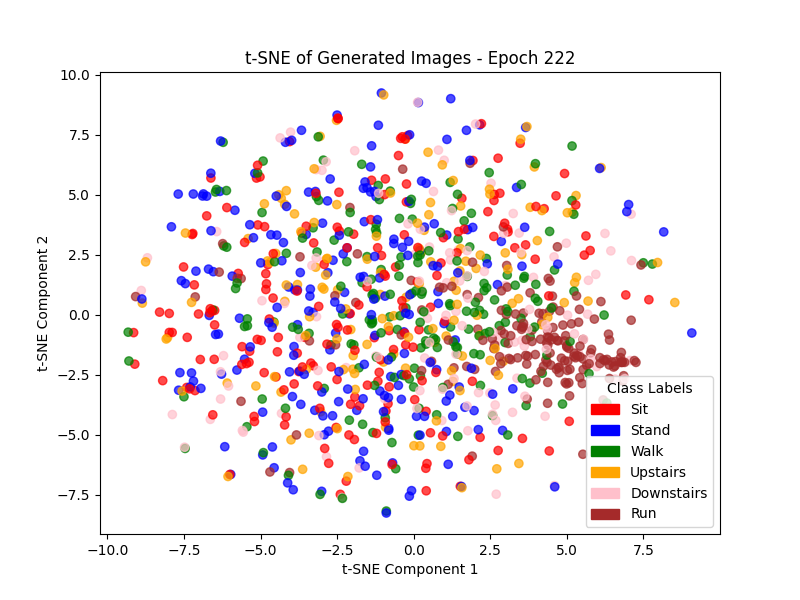 t-SNE of Generated Images - Epoch 222
10.0
7.5
5.0
2.5
0.0
−2.5
−5.0
−7.5
t-SNE Component 2
Class Labels
Sit
Stand
Walk
Upstairs
Downstairs
Run
−10.0 −7.5 −5.0 −2.5 0.0 2.5 5.0 7.5
t-SNE Component 1